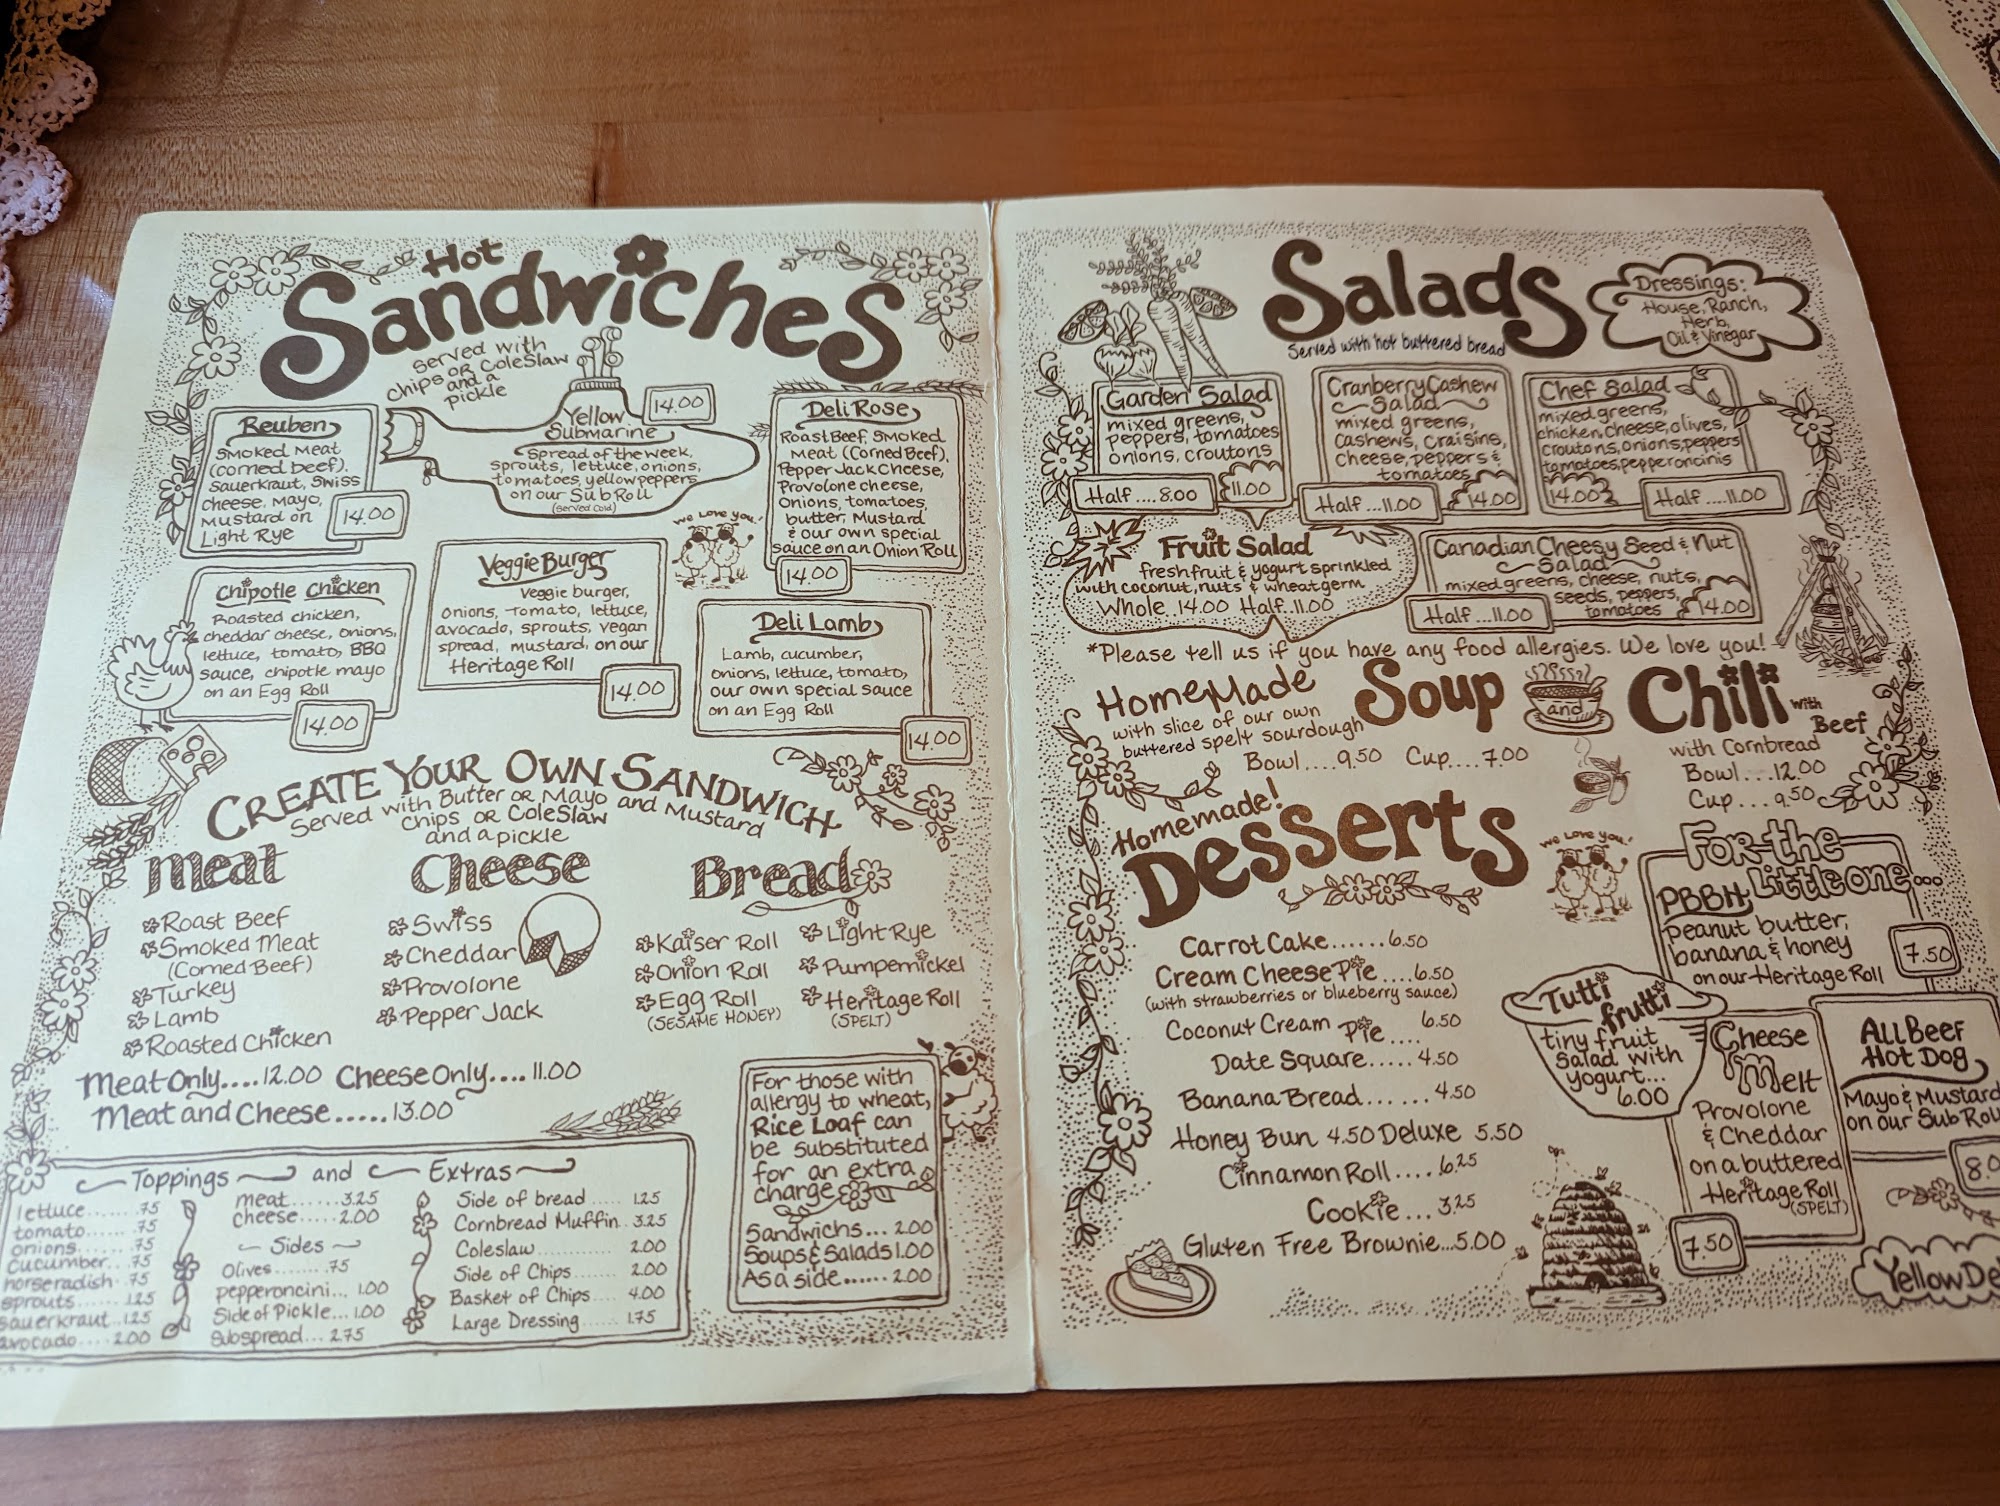 Hot
Sandwiches
served with
Chips or ColeSlaw
and a
pickle
Reuben
Smoked Meat
(corned beef),
Sauerkraut, Swiss
Cheese, Mayo,
Mustard on
Light Rye
14.00
Yellow
Submarine
14.00
Spread of the week,
sprouts, lettuce, onions,
tomatoes, yellow peppers
on our Sub Roll
(Served Cold)
Deli Rose
Roast Beef, Smoked
Meat (Corned Beef),
Pepper Jack Cheese,
Provolone cheese,
Onions, tomatoes,
butter, Mustard
& our own special
sauce on an Onion Roll
14.00
We Love You!
Chipotle Chicken
Roasted chicken,
cheddar cheese, onions,
lettuce, tomato, BBQ
sauce, chipotle mayo
on an Egg Roll
14.00
Veggie Burger
Veggie burger,
onions, tomato, lettuce,
avocado, sprouts, vegan
spread, mustard, on our
Heritage Roll
14.00
Deli Lamb
Lamb, cucumber,
onions, lettuce, tomato,
our own special sauce
on an Egg Roll
14.00
Create Your Own Sandwich
Served with Butter or Mayo and Mustard
Chips or ColeSlaw
and a pickle
Meat
Roast Beef
Smoked Meat
(Corned Beef)
Turkey
Lamb
Roasted Chicken
Cheese
Swiss
Cheddar
Provolone
Pepper Jack
Bread
Kaiser Roll
Onion Roll
Egg Roll
(SESAME HONEY)
Light Rye
Pumpernickel
Heritage Roll
(SPELT)
Meat Only....12.00 Cheese Only....11.00
Meat and Cheese.....13.00
Toppings and Extras
lettuce.......75
tomato......75
onions......75
cucumber...75
horseradish .75
sprouts......1.25
sauerkraut..1.25
avocado....2.00
meat.......3.25
cheese.....2.00
Sides
Olives........75
pepperoncini... 1.00
Side of Pickle...1.00
Subspread...2.75
Side of bread..... 1.25
Cornbread Muffin..3.25
Coleslaw............ 2.00
Side of Chips...... 2.00
Basket of Chips.... 4.00
Large Dressing..... 1.75
For those with
allergy to wheat,
Rice Loaf can
be substituted
for an extra
charge
Sandwichs... 2.00
Soups & Salads 1.00
As a side...... 2.00
Salads
Served with hot buttered bread
Dressings:
House, Ranch,
Herb,
Oil & Vinegar
Garden Salad
mixed greens,
peppers, tomatoes
onions, croutons
Half....8.00
11.00
Cranberry Cashew
Salad
mixed greens,
Cashews, Craisins,
Cheese, peppers &
tomatoes
Half...11.00
14.00
Chef Salad
mixed greens,
chicken, cheese, olives,
croutons, onions, peppers
tomatoes, pepperoncinis
14.00
Half....11.00
Fruit Salad
fresh fruit & yogurt sprinkled
with coconut, nuts & wheatgerm
Whole..14.00 Half..11.00
Canadian Cheesy Seed & Nut
Salad
mixed greens, cheese, nuts,
seeds, peppers,
tomatoes
Half...11.00
14.00
*Please tell us if you have any food allergies. We love you!
HomeMade
Soup
and
Chili
with
Beef
with slice of our own
buttered spelt sourdough
Bowl....9.50 Cup....7.00
with Cornbread
Bowl...12.00
Cup...9.50
Homemade!
Desserts
Carrot Cake......6.50
Cream Cheese Pie....6.50
(with strawberries or blueberry sauce)
Coconut Cream Pie.... 6.50
Date Square.....4.50
Banana Bread......4.50
Honey Bun 4.50 Deluxe 5.50
Cinnamon Roll....6.25
Cookie...3.25
Gluten Free Brownie...5.00
We Love You!
For the
Little one...
PBBH
peanut butter,
banana & honey
on our Heritage Roll
7.50
Tutti
frutti
tiny fruit
Salad with
yogurt...
6.00
Cheese
Melt
Provolone
& Cheddar
on a buttered
Heritage Roll
(SPELT)
7.50
All Beef
Hot Dog
Mayo & Mustard
on our Sub Roll
8.0
Yellow De